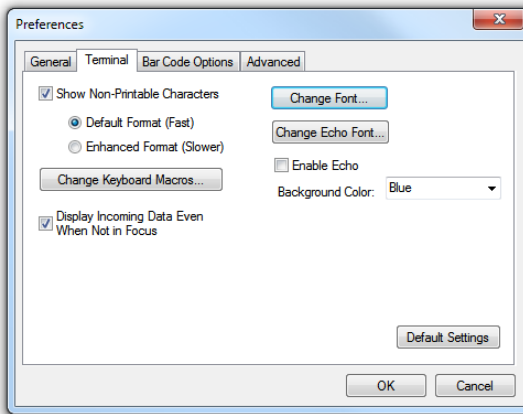 Preferences
General Terminal Bar Code Options Advanced
Show Non-Printable Characters
Default Format (Fast)
Enhanced Format (Slower)
Change Keyboard Macros...
Display Incoming Data Even
When Not in Focus
Change Font...
Change Echo Font...
Enable Echo
Background Color: Blue
Default Settings
OK Cancel